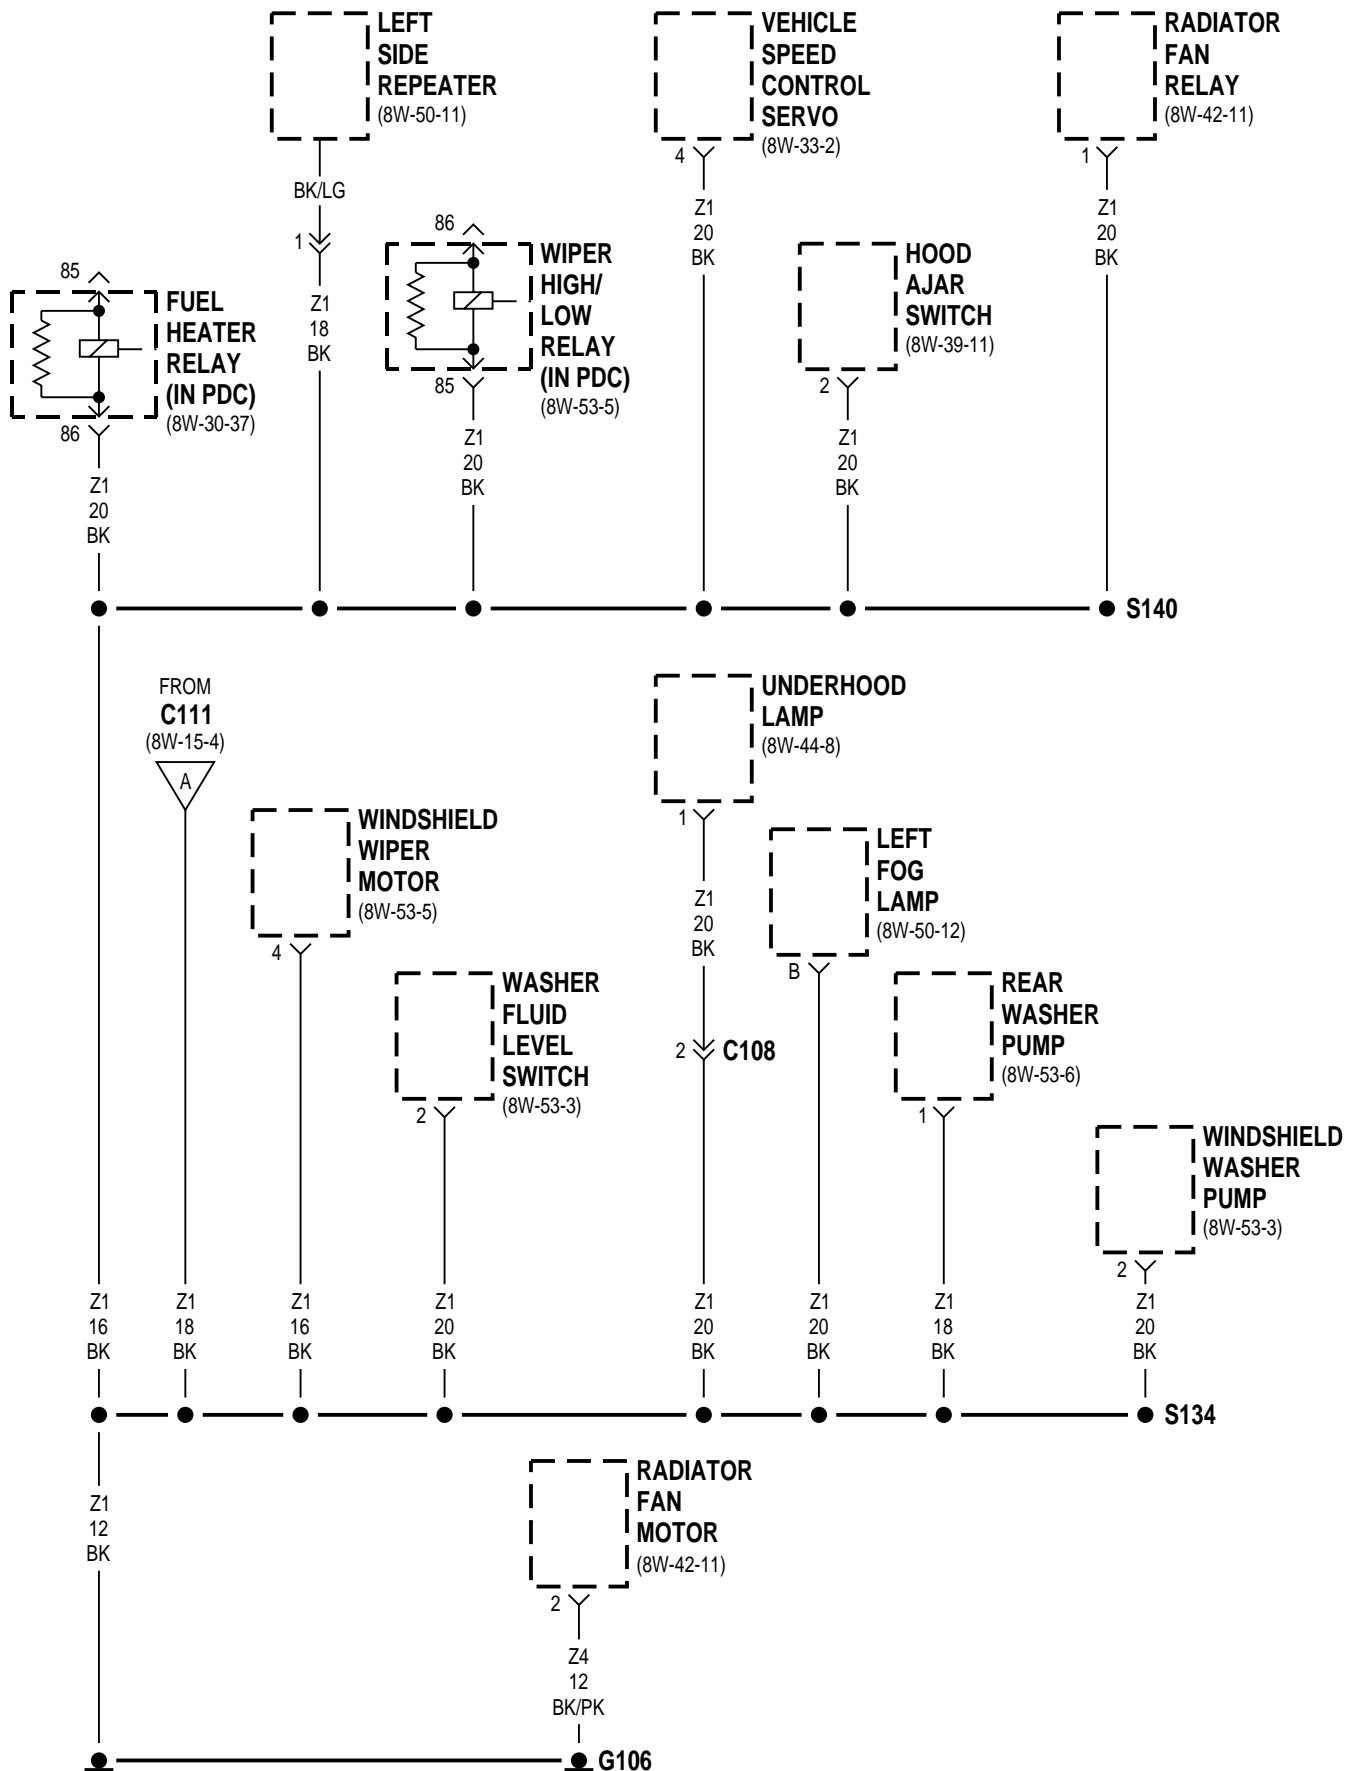 LEFT
SIDE
REPEATER
(8W-50-11)
VEHICLE
SPEED
CONTROL
SERVO
(8W-33-2)
RADIATOR
FAN
RELAY
(8W-42-11)
4
1
BK/LG
1
Z1
18
BK
Z1
20
BK
Z1
20
BK
86
WIPER
HIGH/
LOW
RELAY
(IN PDC)
(8W-53-5)
85
Z1
20
BK
HOOD
AJAR
SWITCH
(8W-39-11)
2
Z1
20
BK
85
FUEL
HEATER
RELAY
(IN PDC)
(8W-30-37)
86
Z1
20
BK
S140
FROM
C111
(8W-15-4)
A
UNDERHOOD
LAMP
(8W-44-8)
1
Z1
20
BK
2
C108
WINDSHIELD
WIPER
MOTOR
(8W-53-5)
4
LEFT
FOG
LAMP
(8W-50-12)
B
WASHER
FLUID
LEVEL
SWITCH
(8W-53-3)
2
REAR
WASHER
PUMP
(8W-53-6)
1
WINDSHIELD
WASHER
PUMP
(8W-53-3)
2
Z1
16
BK
Z1
18
BK
Z1
16
BK
Z1
20
BK
Z1
20
BK
Z1
20
BK
Z1
18
BK
Z1
20
BK
S134
Z1
12
BK
RADIATOR
FAN
MOTOR
(8W-42-11)
2
Z4
12
BK/PK
G106